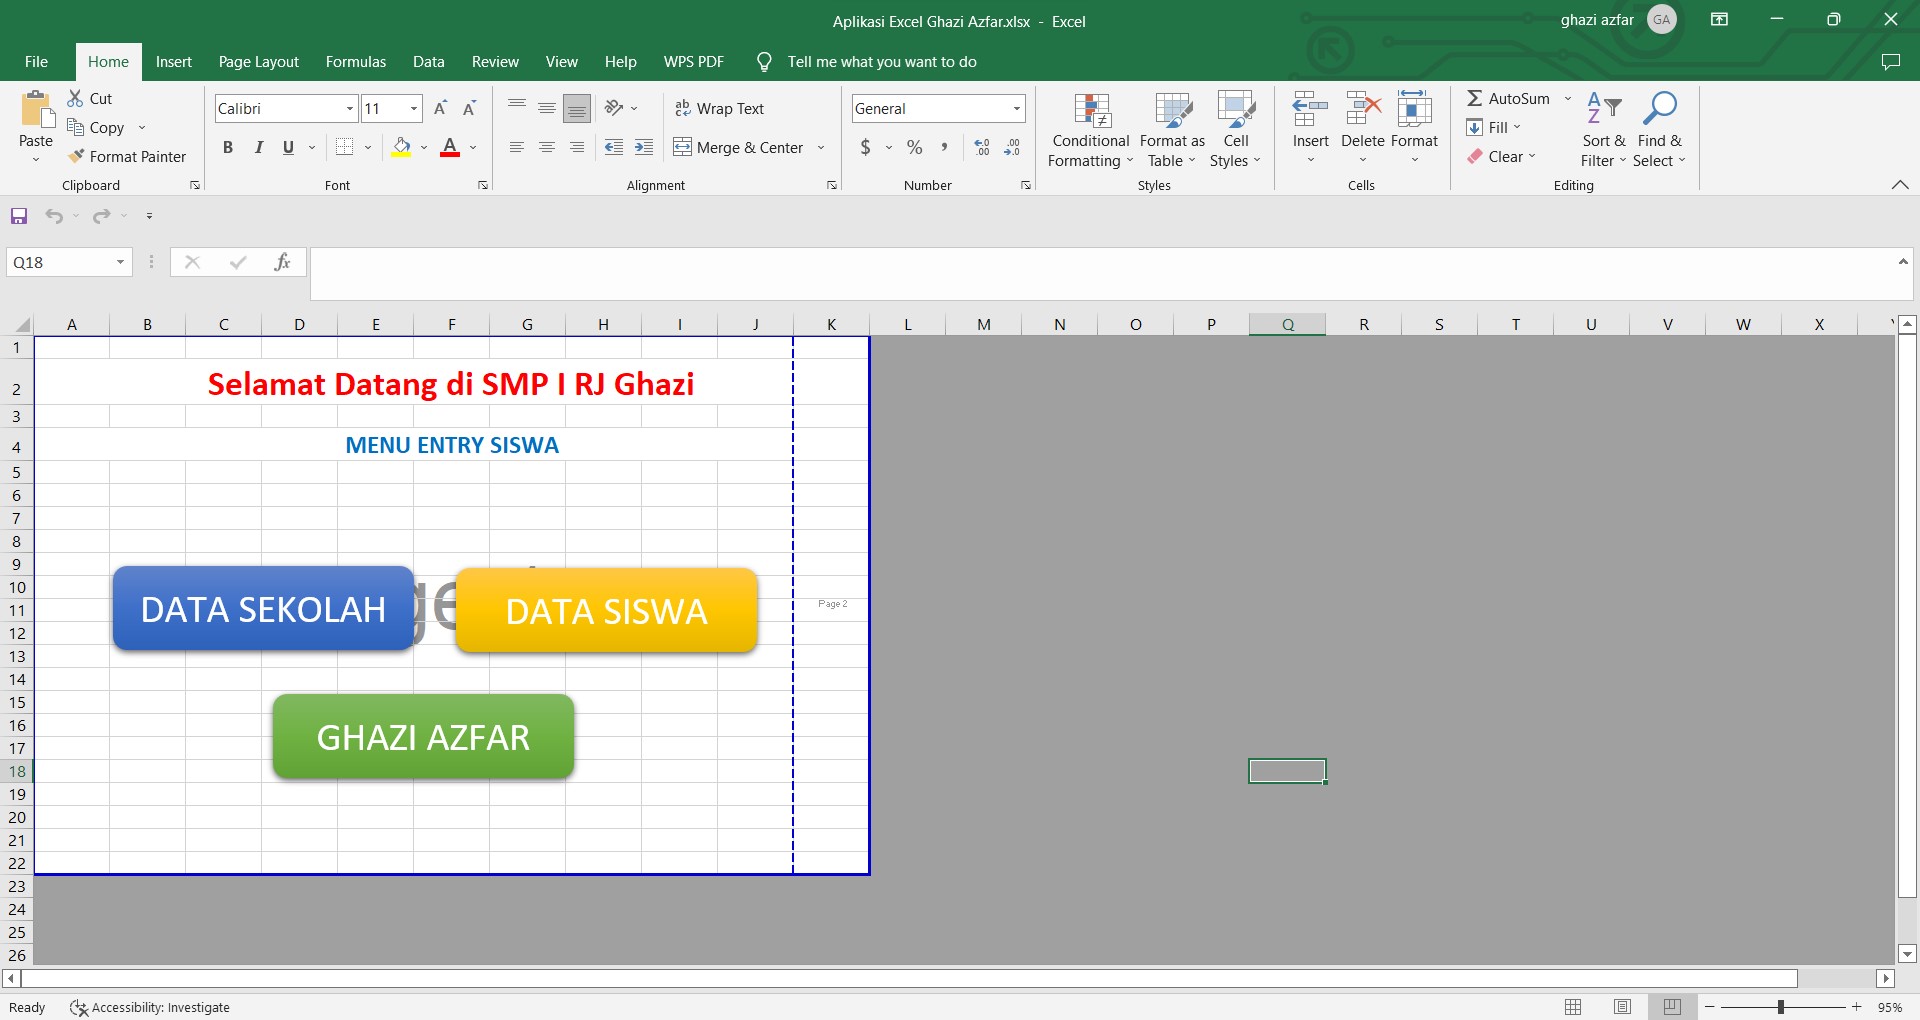 Aplikasi Excel Ghazi Azfar.xlsx - Excel
ghazi azfar GA
File Home Insert Page Layout Formulas Data Review View Help WPS PDF Tell me what you want to do
Paste
Cut
Copy
Format Painter
Clipboard
Calibri 11
B I U
Font
Wrap Text
Merge & Center
Alignment
General
$ % ,
Number
Conditional Formatting
Format as Table
Cell Styles
Styles
Insert
Delete
Format
Cells
AutoSum
Fill
Clear
Sort & Filter
Find & Select
Editing
Q18
fx
A B C D E F G H I J K L M N O P Q R S T U V W X
1
2
3
4
5
6
7
8
9
10
11
12
13
14
15
16
17
18
19
20
21
22
23
24
25
26
Selamat Datang di SMP I RJ Ghazi
MENU ENTRY SISWA
DATA SEKOLAH
DATA SISWA
Page 2
GHAZI AZFAR
Ready Accessibility: Investigate
95%